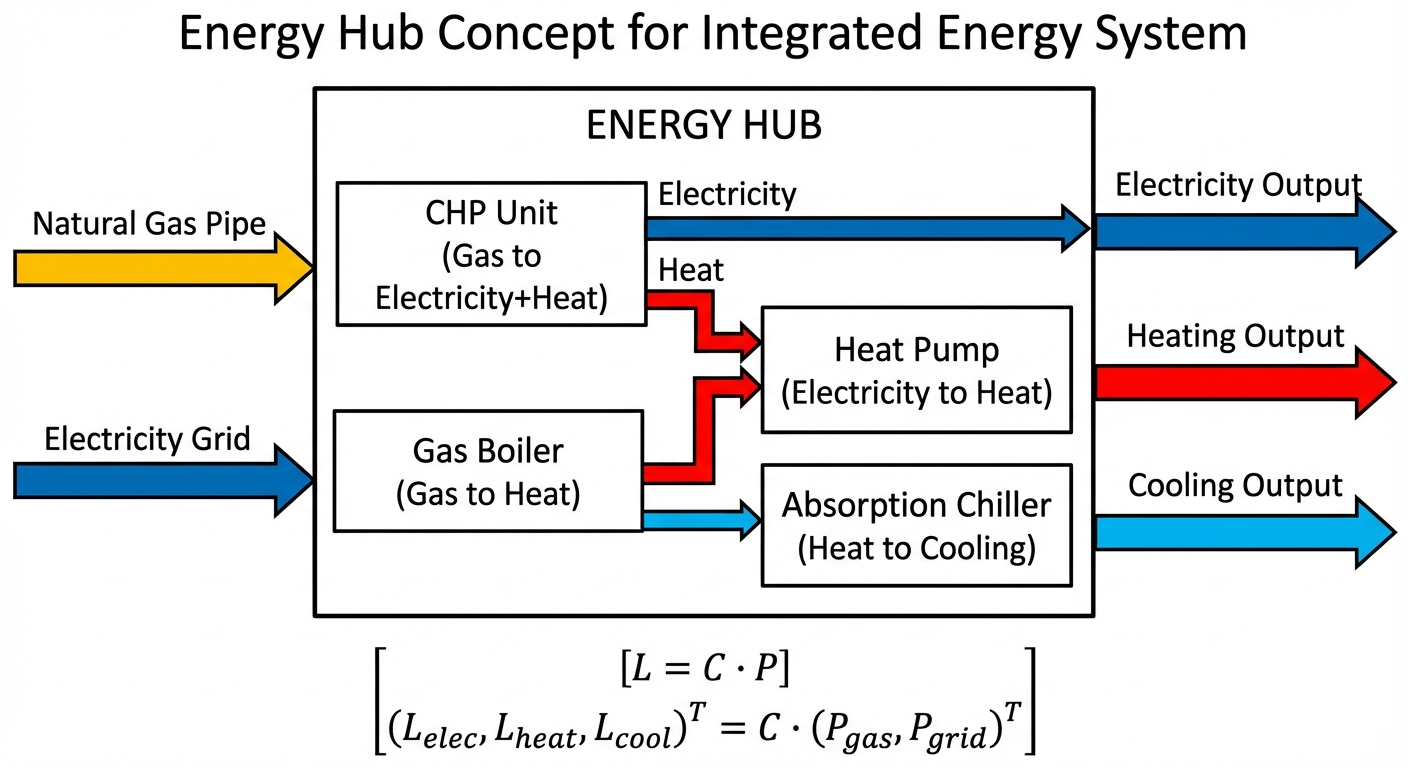 Energy Hub Concept for Integrated Energy System
ENERGY HUB
Natural Gas Pipe
CHP Unit
(Gas to
Electricity+Heat)
Electricity
Heat
Electricity Output
Heat Pump
(Electricity to Heat)
Heating Output
Electricity Grid
Gas Boiler
(Gas to Heat)
Absorption Chiller
(Heat to Cooling)
Cooling Output
[L = C · P]
(L_elec, L_heat, L_cool)^T = C · (P_gas, P_grid)^T